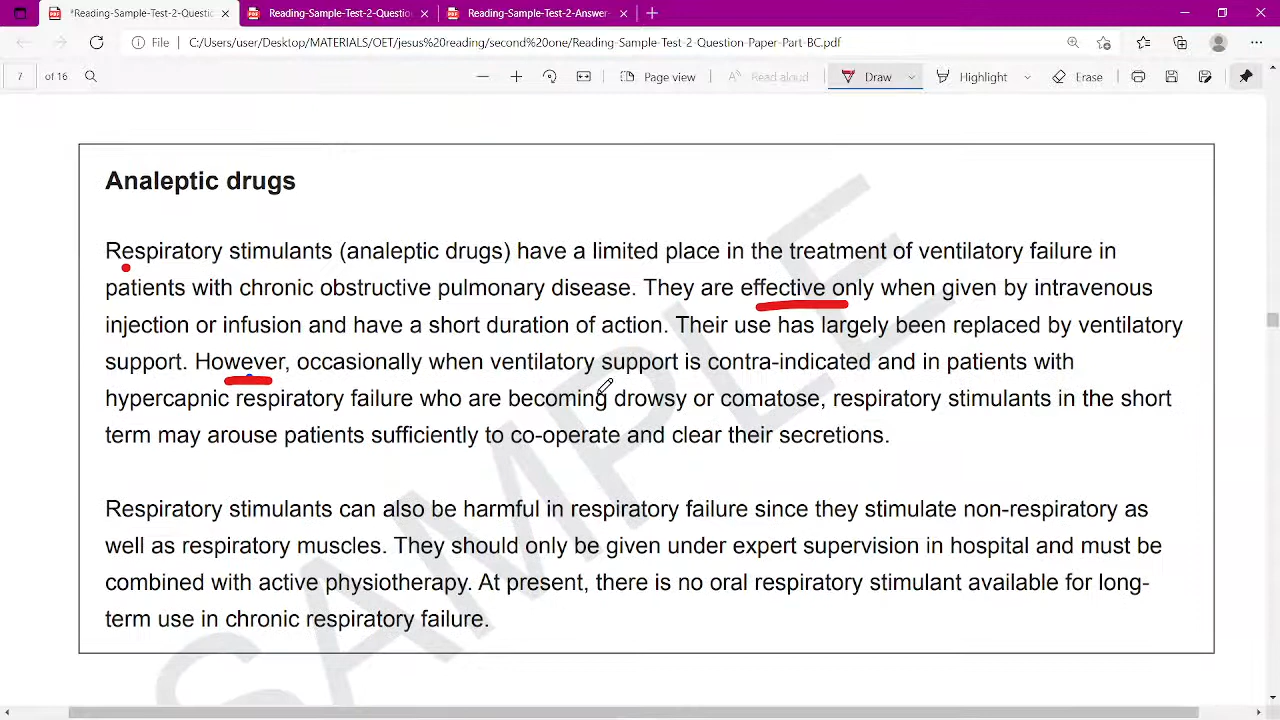 *Reading-Sample-Test-2-Questio
Reading-Sample-Test-2-Questio
Reading-Sample-Test-2-Answer-
File
C:/Users/user/Desktop/MATERIALS/OET/jesus%20reading/second%20one/Reading-Sample-Test-2-Question-Paper-Part-BC.pdf
7 of 16
Page view
Read aloud
Draw
Highlight
Erase
Analeptic drugs
Respiratory stimulants (analeptic drugs) have a limited place in the treatment of ventilatory failure in
patients with chronic obstructive pulmonary disease. They are effective only when given by intravenous
injection or infusion and have a short duration of action. Their use has largely been replaced by ventilatory
support. However, occasionally when ventilatory support is contra-indicated and in patients with
hypercapnic respiratory failure who are becoming drowsy or comatose, respiratory stimulants in the short
term may arouse patients sufficiently to co-operate and clear their secretions.
Respiratory stimulants can also be harmful in respiratory failure since they stimulate non-respiratory as
well as respiratory muscles. They should only be given under expert supervision in hospital and must be
combined with active physiotherapy. At present, there is no oral respiratory stimulant available for long-
term use in chronic respiratory failure.
SAMPLE